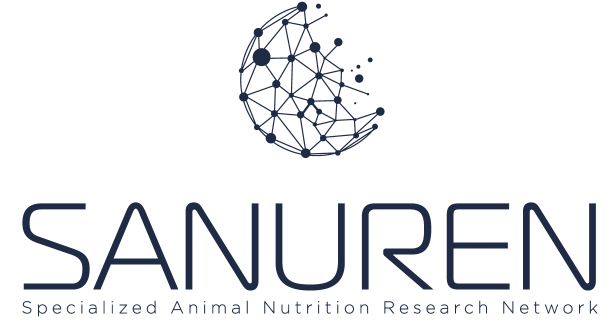 SANUREN
Specialized Animal Nutrition Research Network